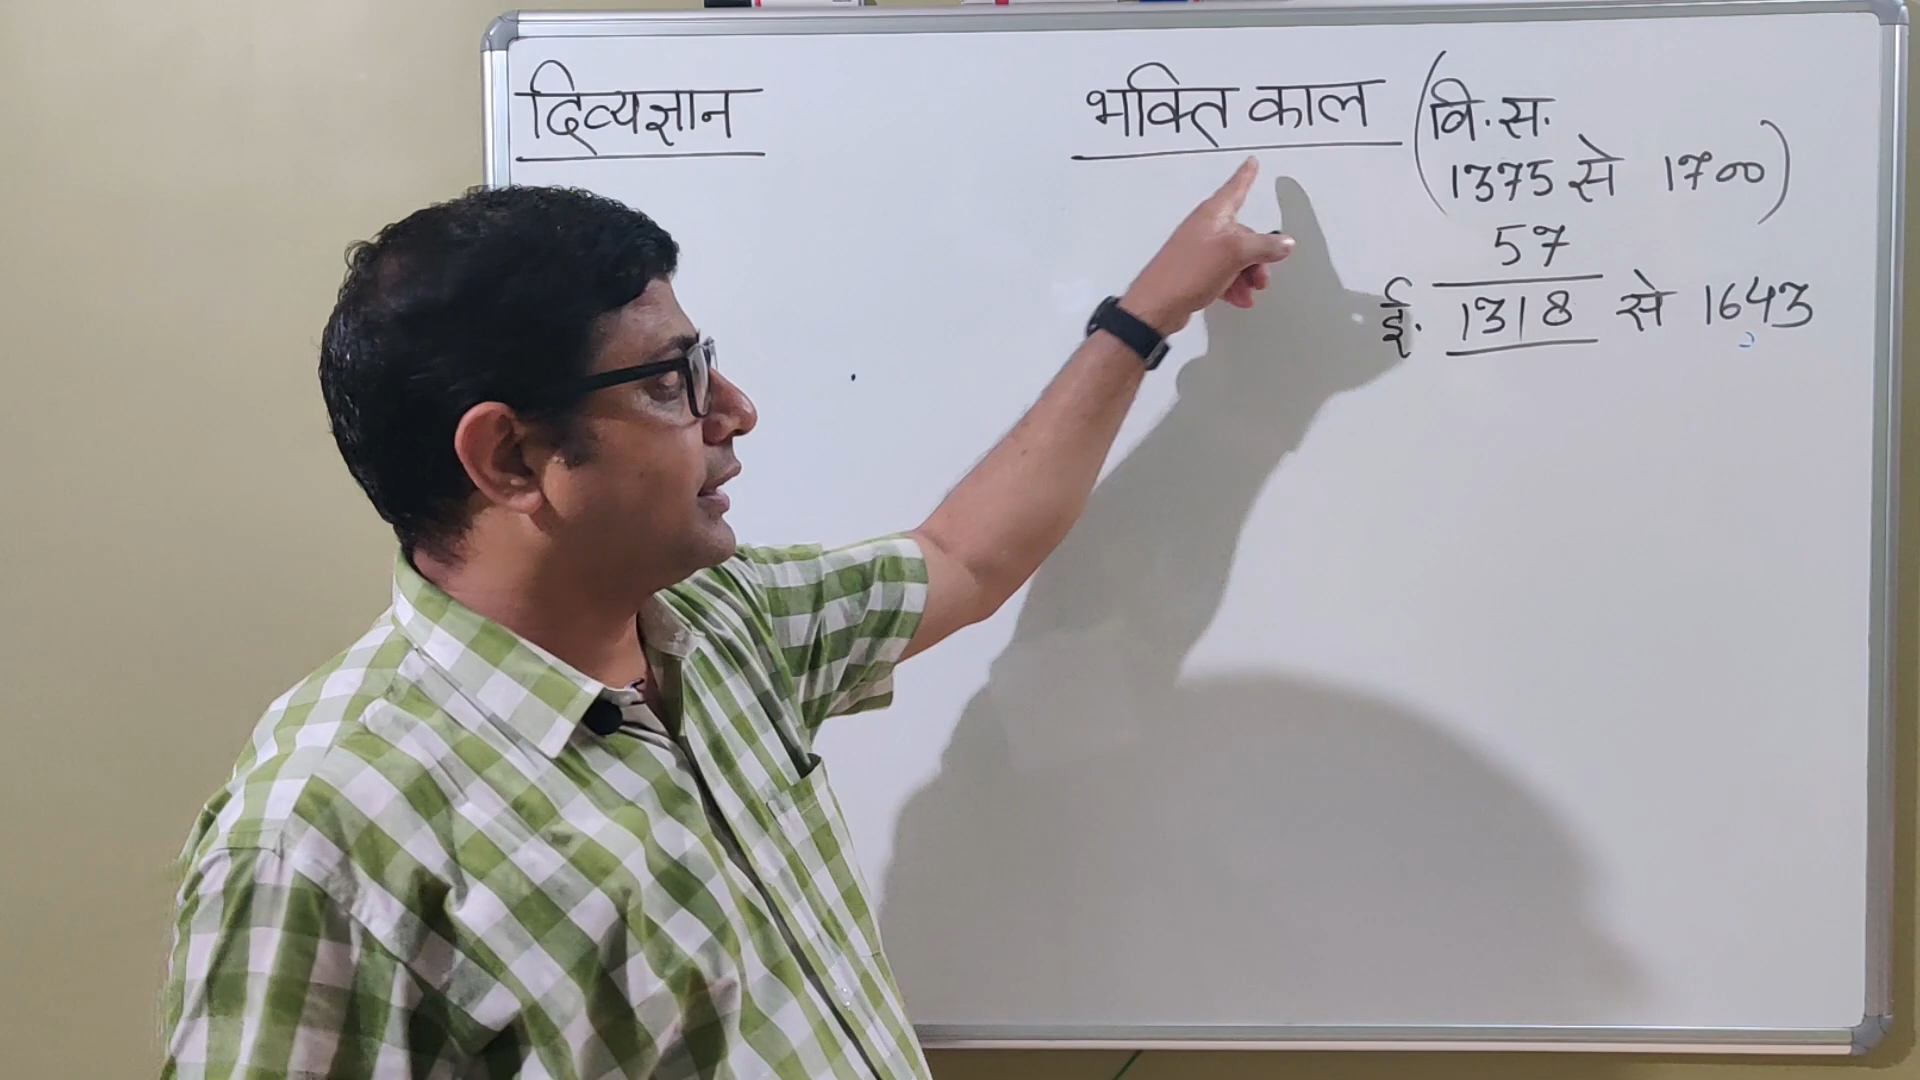 दिव्यज्ञान
भक्ति काल
(वि.स.
1375 से 1700)
57
ई. 1318 से 1643